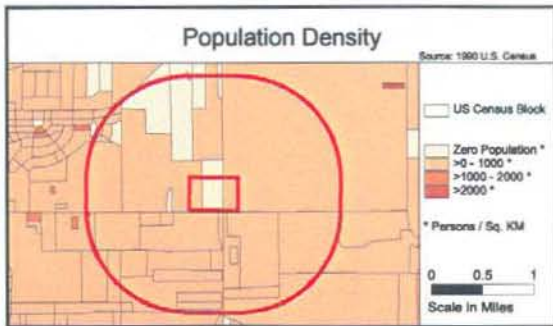 Population Density
Source: 1990 U.S. Census
US Census Block
Zero Population *
>0 - 1000 *
>1000 - 2000 *
>2000 *
* Persons / Sq. KM
0 0.5 1
Scale in Miles